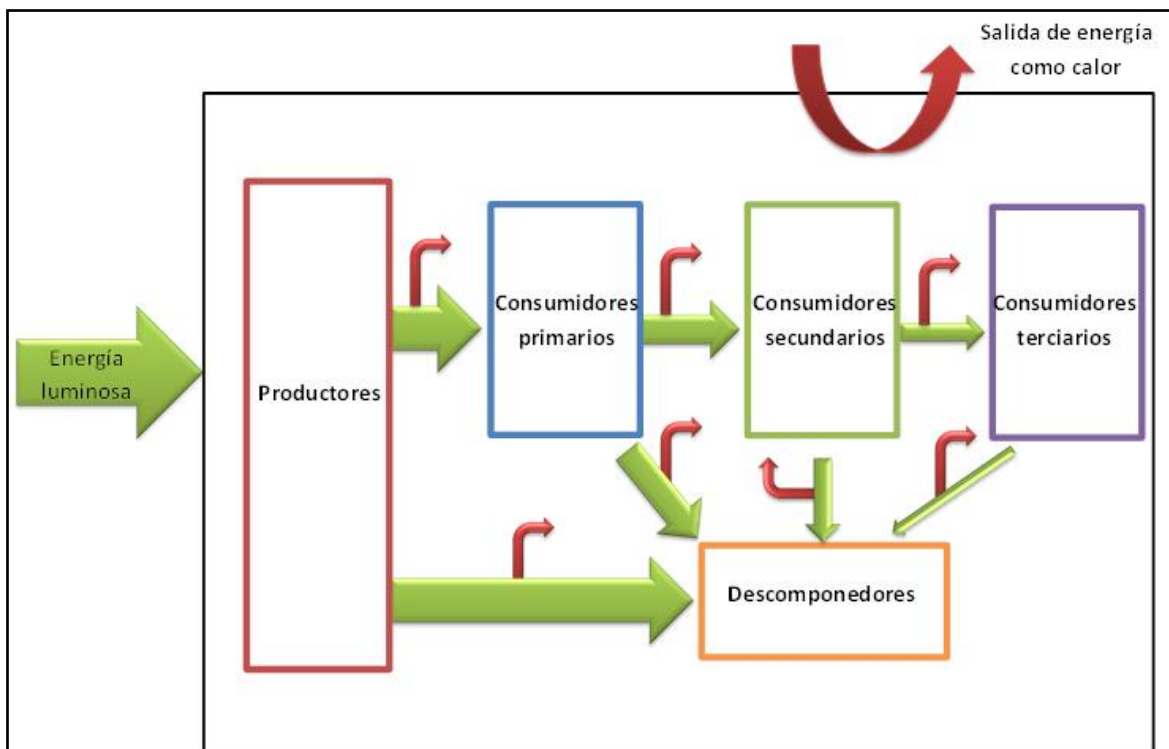 Salida de energía
como calor
Energía
luminosa
Productores
Consumidores
primarios
Consumidores
secundarios
Consumidores
terciarios
Descomponedores